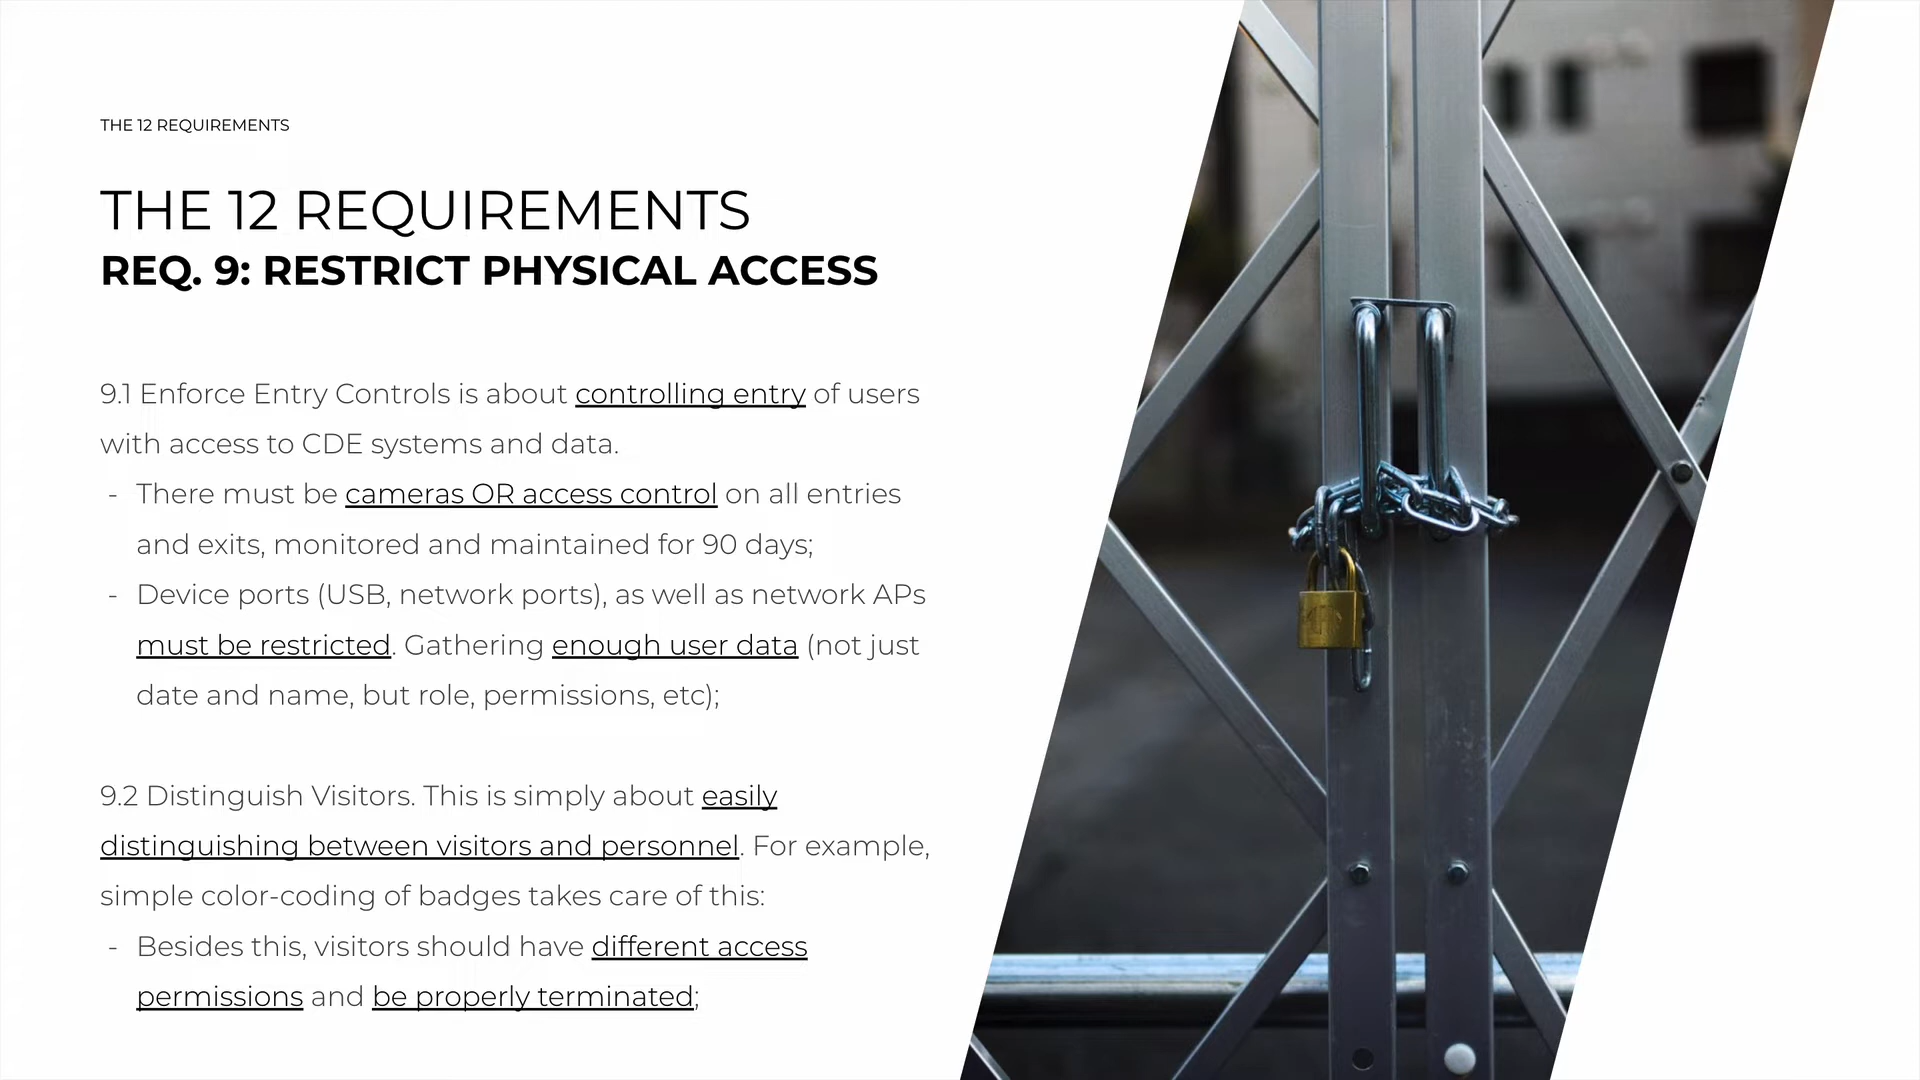 THE 12 REQUIREMENTS
THE 12 REQUIREMENTS
REQ. 9: RESTRICT PHYSICAL ACCESS
9.1 Enforce Entry Controls is about controlling entry of users
with access to CDE systems and data.
- There must be cameras OR access control on all entries
and exits, monitored and maintained for 90 days;
- Device ports (USB, network ports), as well as network APs
must be restricted. Gathering enough user data (not just
date and name, but role, permissions, etc);
9.2 Distinguish Visitors. This is simply about easily
distinguishing between visitors and personnel. For example,
simple color-coding of badges takes care of this:
- Besides this, visitors should have different access
permissions and be properly terminated;